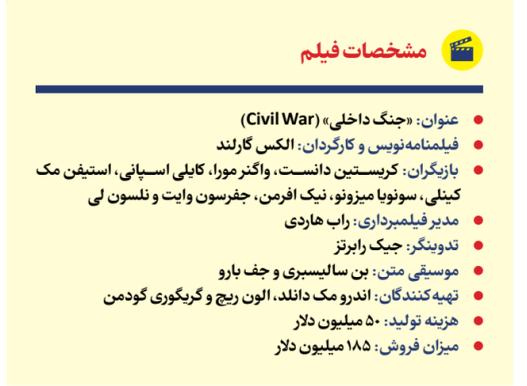 مشخصات فیلم
عنوان: «جنگ داخلی» (Civil War)
فیلمنامه‌نویس و کارگردان: الکس گارلند
بازیگران: کریستین دانست، واگنر مورا، کایلی اسپانی، استیفن مک
کینلی، سونویا میزونو، نیک افرمن، جفرسون وایت و نلسون لی
مدیر فیلمبرداری: راب هاردی
تدوینگر: جیک رابرتز
موسیقی متن: بن سالیسبری و جف بارو
تهیه‌کنندگان: اندرو مک دانلد، الون ریچ و گریگوری گودمن
هزینه تولید: ۵۰ میلیون دلار
میزان فروش: ۱۸۵ میلیون دلار